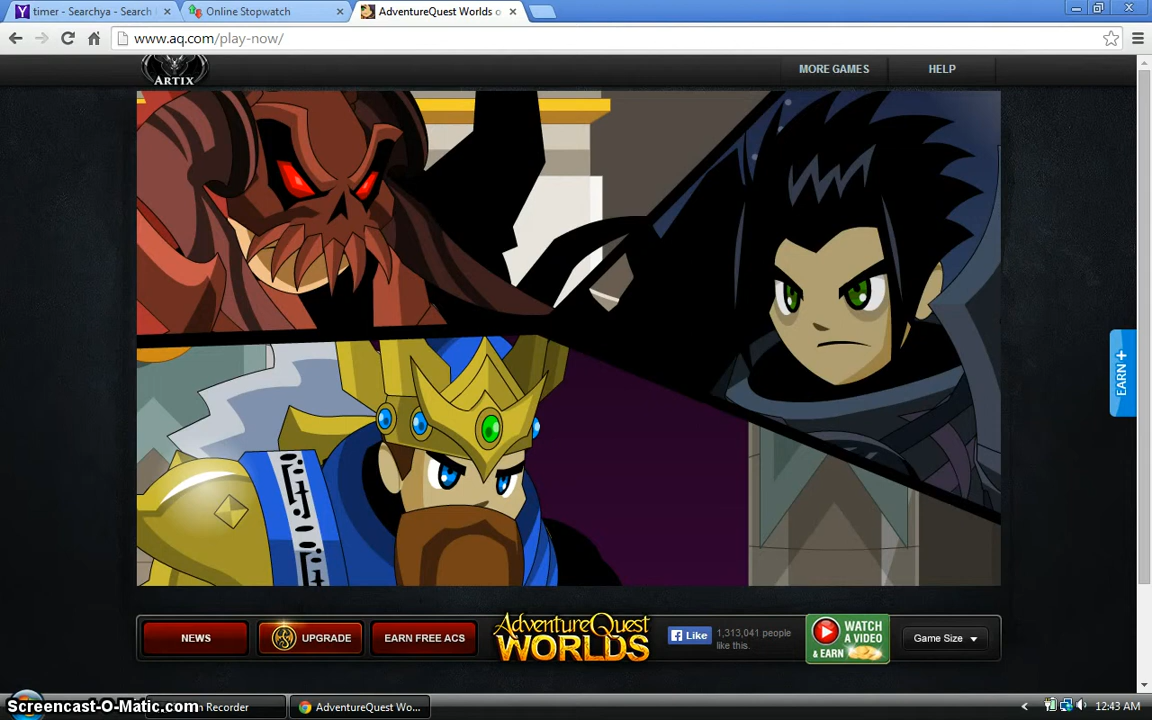 timer - Searchya - Search
Online Stopwatch
AdventureQuest Worlds o
www.aq.com/play-now/
ARTIX
MORE GAMES
HELP
EARN +
NEWS
UPGRADE
EARN FREE ACS
AdventureQuest
WORLDS
Like
1,313,041 people
like this.
WATCH
A VIDEO
& EARN
Game Size
Screencast-O-Matic.com
n Recorder
AdventureQuest Wo...
12:43 AM